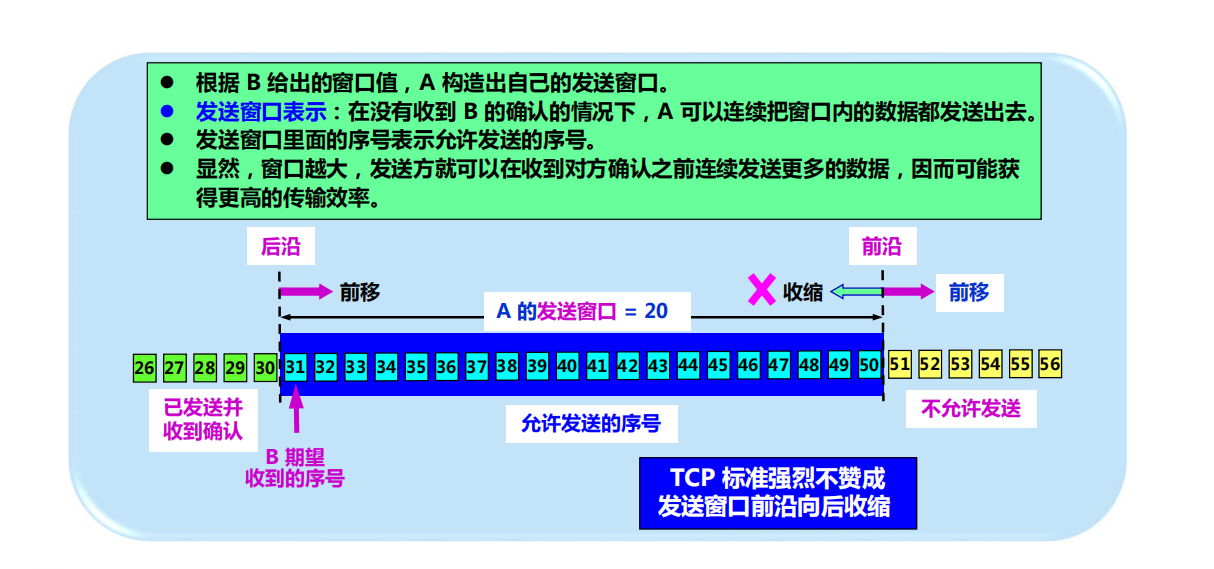 ● 根据 B 给出的窗口值，A 构造出自己的发送窗口。
● 发送窗口表示：在没有收到 B 的确认的情况下，A 可以连续把窗口内的数据都发送出去。
● 发送窗口里面的序号表示允许发送的序号。
● 显然，窗口越大，发送方就可以在收到对方确认之前连续发送更多的数据，因而可能获
得更高的传输效率。
后沿
前沿
前移
收缩
前移
A 的发送窗口 = 20
26 27 28 29 30 31 32 33 34 35 36 37 38 39 40 41 42 43 44 45 46 47 48 49 50 51 52 53 54 55 56
已发送并
收到确认
允许发送的序号
不允许发送
B 期望
收到的序号
TCP 标准强烈不赞成
发送窗口前沿向后收缩